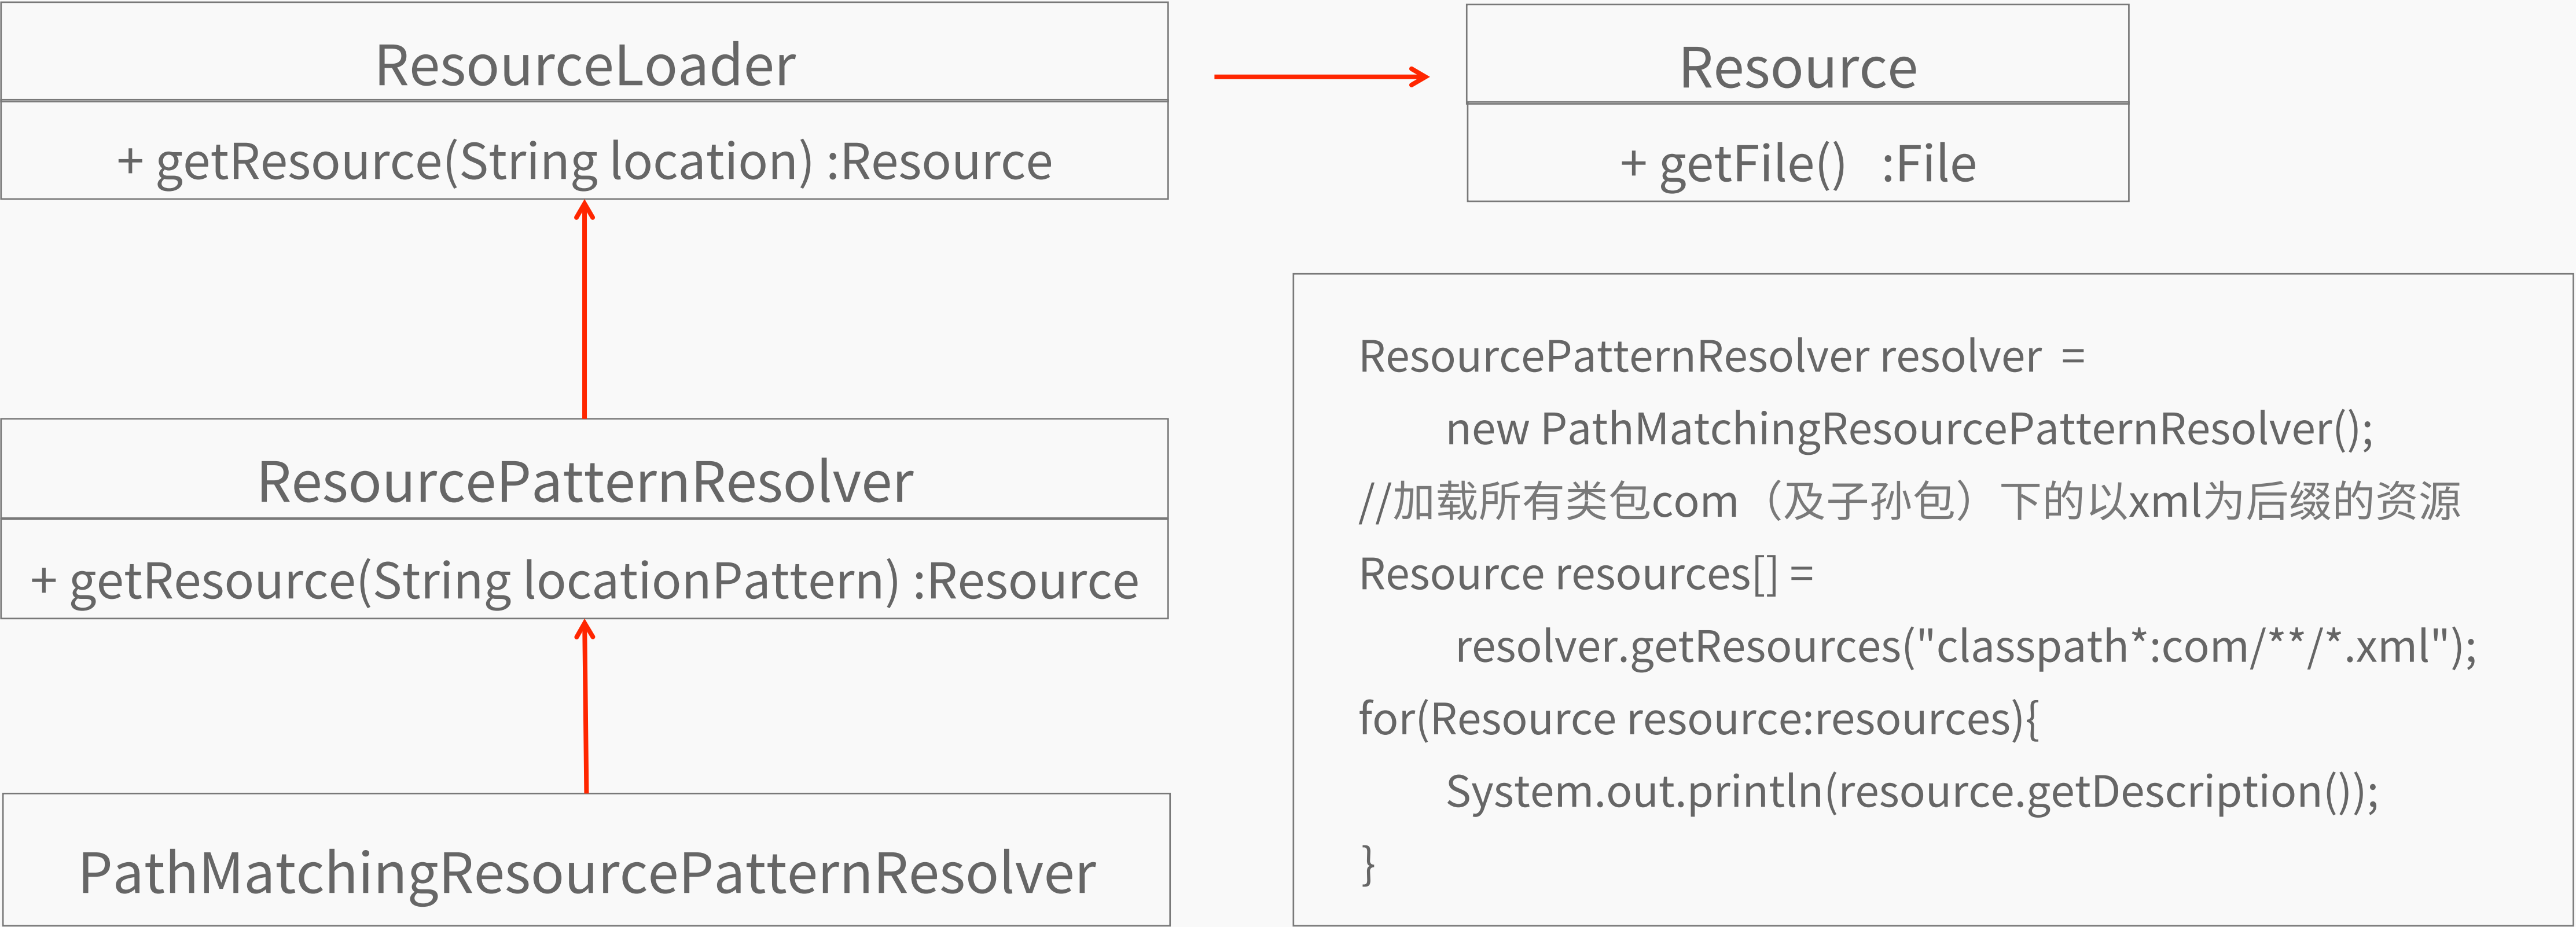 ResourceLoader
+ getResource(String location) :Resource
Resource
+ getFile() :File
ResourcePatternResolver
+ getResource(String locationPattern) :Resource
PathMatchingResourcePatternResolver
ResourcePatternResolver resolver =
new PathMatchingResourcePatternResolver();
//加载所有类包com（及子孙包）下的以xml为后缀的资源
Resource resources[] =
resolver.getResources("classpath*:com/**/*.xml");
for(Resource resource:resources){
System.out.println(resource.getDescription());
}